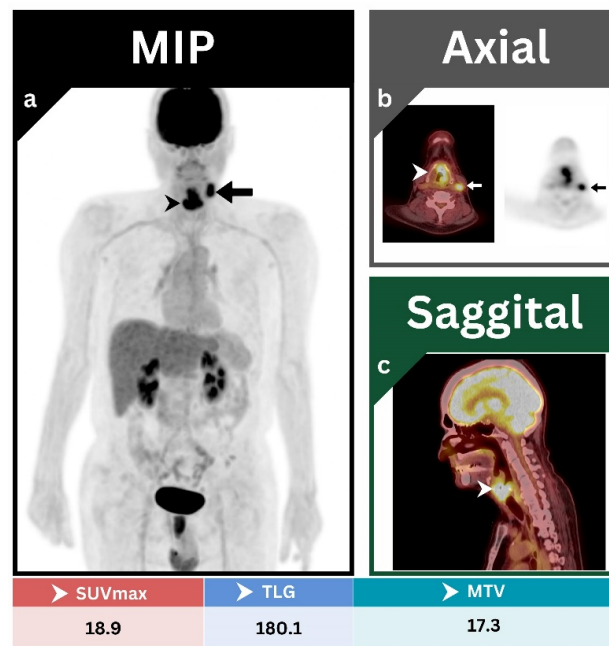 MIP
a
Axial
b
Saggital
c
SUVmax
TLG
MTV
18.9
180.1
17.3